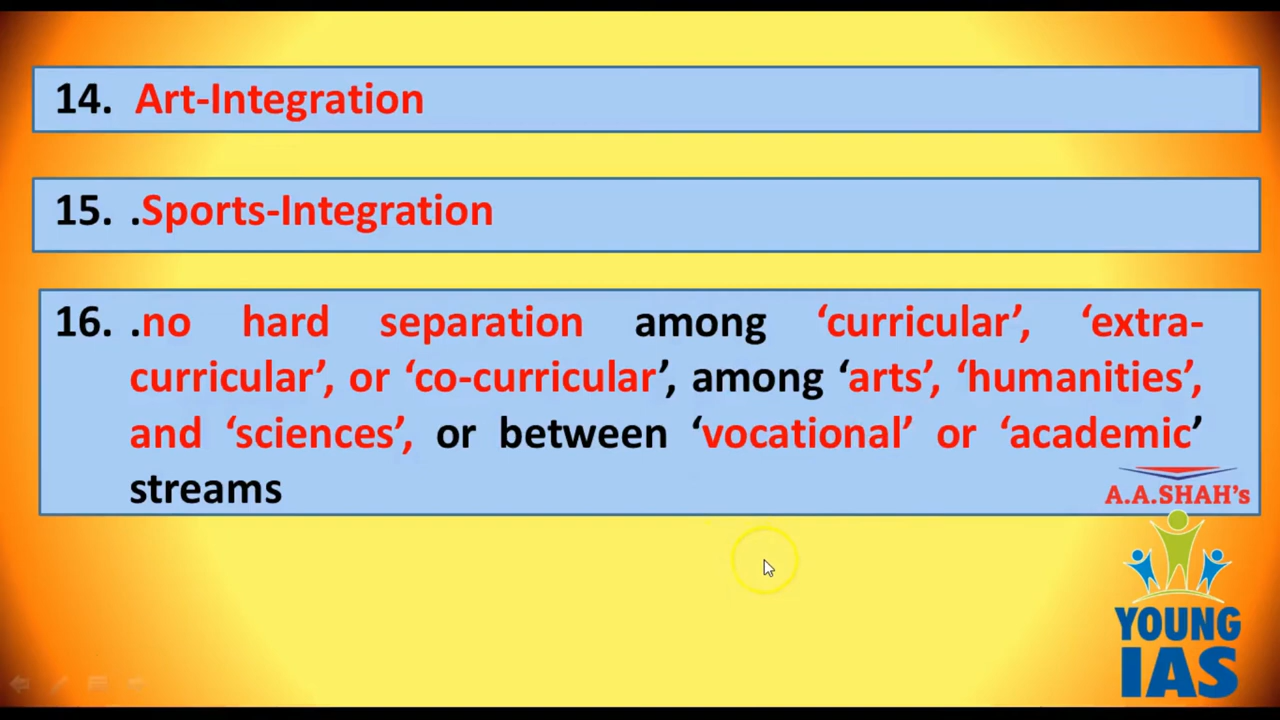 14. Art-Integration
15. .Sports-Integration
16. .no hard separation among ‘curricular’, ‘extra-
curricular’, or ‘co-curricular’, among ‘arts’, ‘humanities’,
and ‘sciences’, or between ‘vocational’ or ‘academic’
streams
A.A.SHAH's
YOUNG
IAS